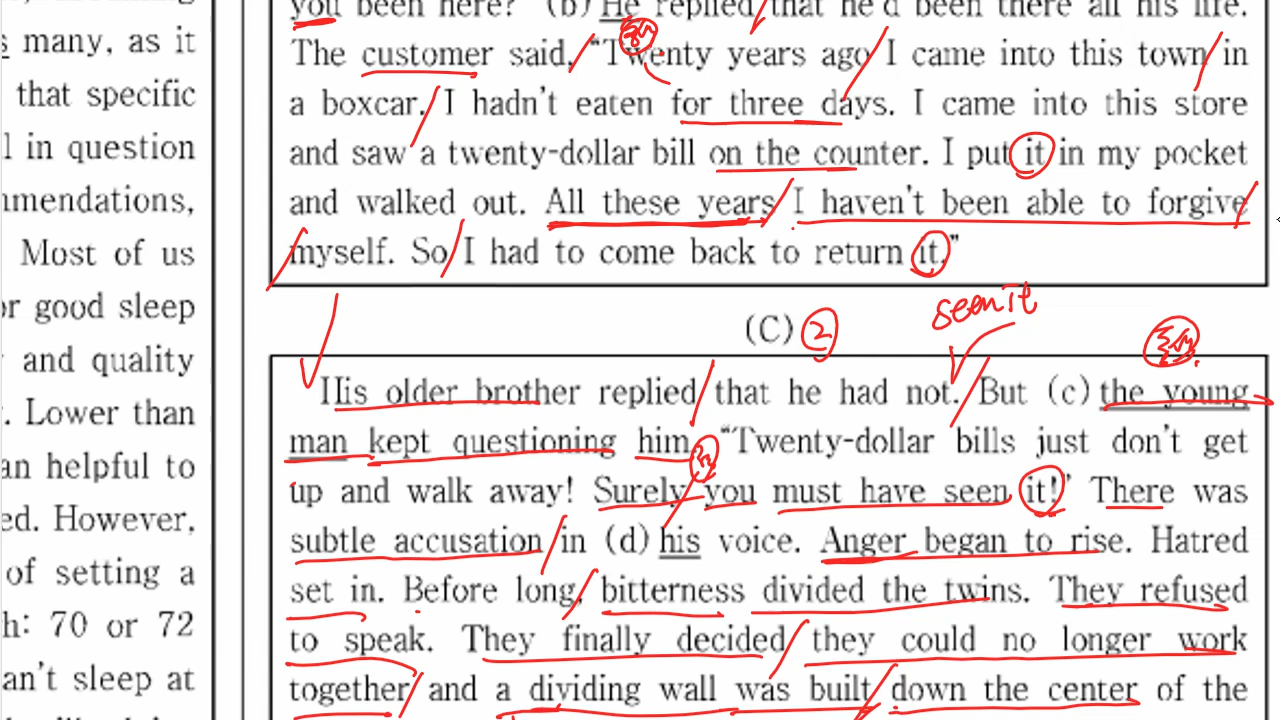 many, as it
that specific
l in question
mmendations,
Most of us
or good sleep
and quality
. Lower than
an helpful to
ed. However,
of setting a
h: 70 or 72
an't sleep at
you been here? (b) He replied that he'd been there all his life.
The customer said, “Twenty years ago I came into this town in
a boxcar. I hadn't eaten for three days. I came into this store
and saw a twenty-dollar bill on the counter. I put it in my pocket
and walked out. All these years I haven't been able to forgive
myself. So I had to come back to return it.”
seen it
(C) 2
His older brother replied that he had not. But (c) the young
man kept questioning him. “Twenty-dollar bills just don't get
up and walk away! Surely you must have seen it!” There was
subtle accusation in (d) his voice. Anger began to rise. Hatred
set in. Before long, bitterness divided the twins. They refused
to speak. They finally decided they could no longer work
together and a dividing wall was built down the center of the